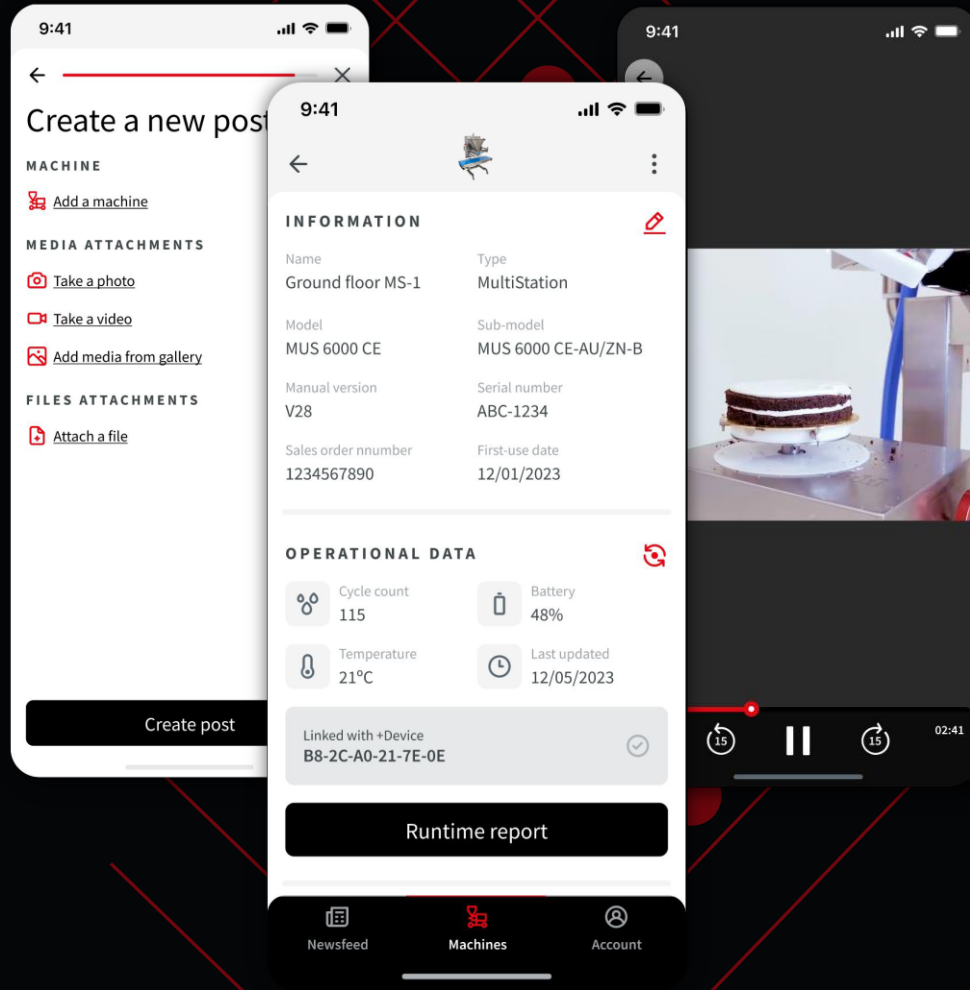 9:41
Create a new post
MACHINE
Add a machine
MEDIA ATTACHMENTS
Take a photo
Take a video
Add media from gallery
FILES ATTACHMENTS
Attach a file
Create post
9:41
INFORMATION
Name
Ground floor MS-1
Type
MultiStation
Model
MUS 6000 CE
Sub-model
MUS 6000 CE-AU/ZN-B
Manual version
V28
Serial number
ABC-1234
Sales order nnumber
1234567890
First-use date
12/01/2023
OPERATIONAL DATA
Cycle count
115
Battery
48%
Temperature
21°C
Last updated
12/05/2023
Linked with +Device
B8-2C-A0-21-7E-0E
Runtime report
Newsfeed
Machines
Account
9:41
15
15
02:41